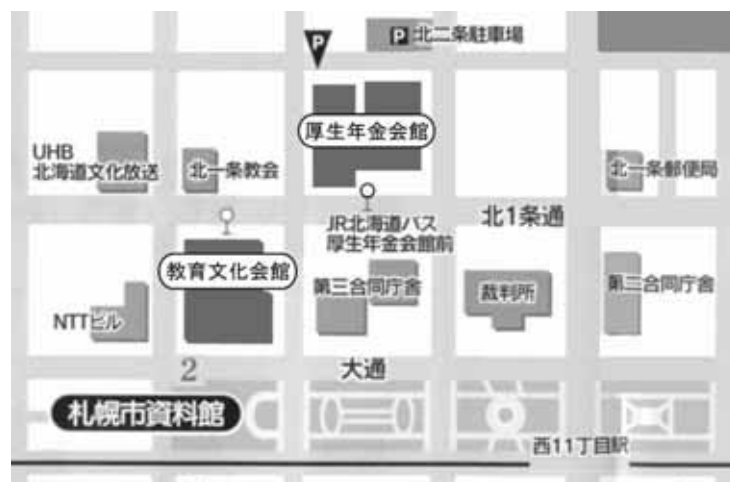 P
P 北二条駐車場
厚生年金会館
UHB
北海道文化放送
北一条教会
北一条郵便局
JR北海道バス
厚生年金会館前
北1条通
教育文化会館
第三合同庁舎
裁判所
第二合同庁舎
NTTビル
2
大通
札幌市資料館
西11丁目駅